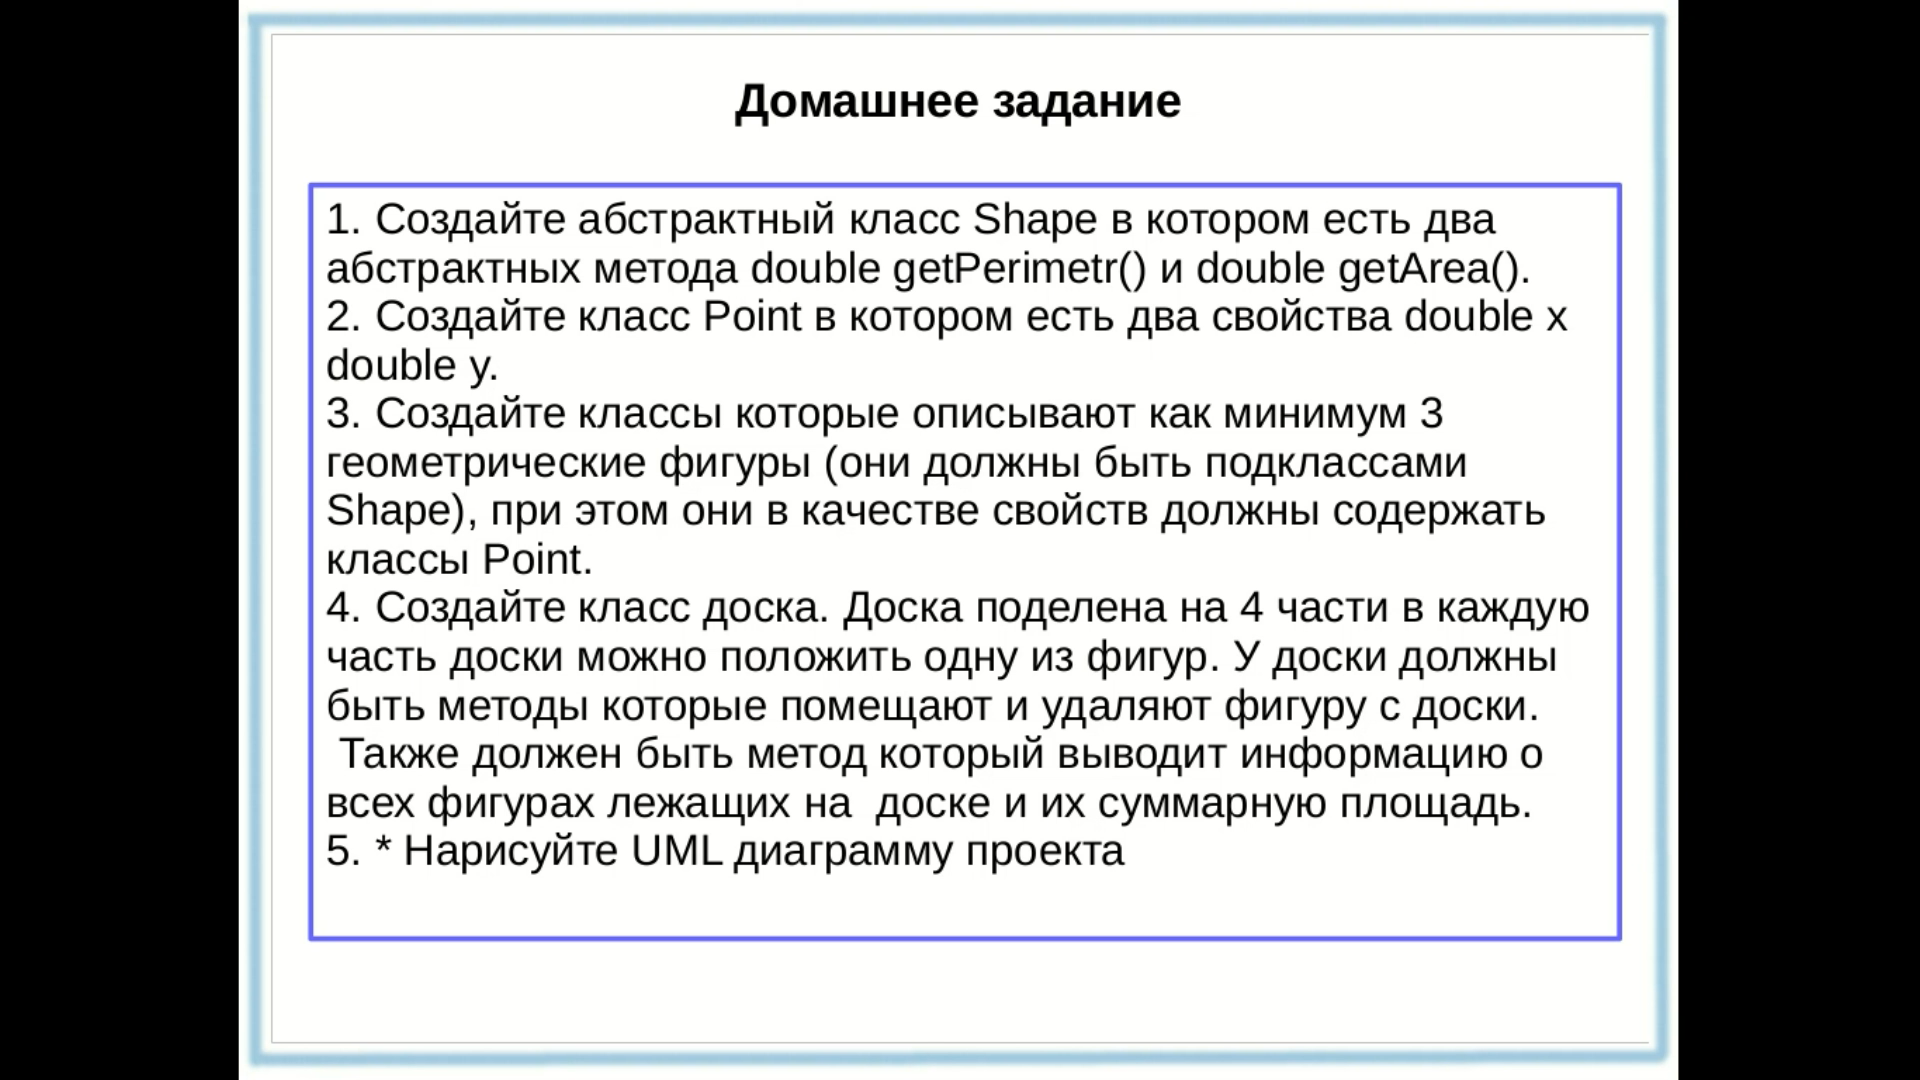 Домашнее задание
1. Создайте абстрактный класс Shape в котором есть два
абстрактных метода double getPerimetr() и double getArea().
2. Создайте класс Point в котором есть два свойства double x
double y.
3. Создайте классы которые описывают как минимум 3
геометрические фигуры (они должны быть подклассами
Shape), при этом они в качестве свойств должны содержать
классы Point.
4. Создайте класс доска. Доска поделена на 4 части в каждую
часть доски можно положить одну из фигур. У доски должны
быть методы которые помещают и удаляют фигуру с доски.
Также должен быть метод который выводит информацию о
всех фигурах лежащих на  доске и их суммарную площадь.
5. * Нарисуйте UML диаграмму проекта